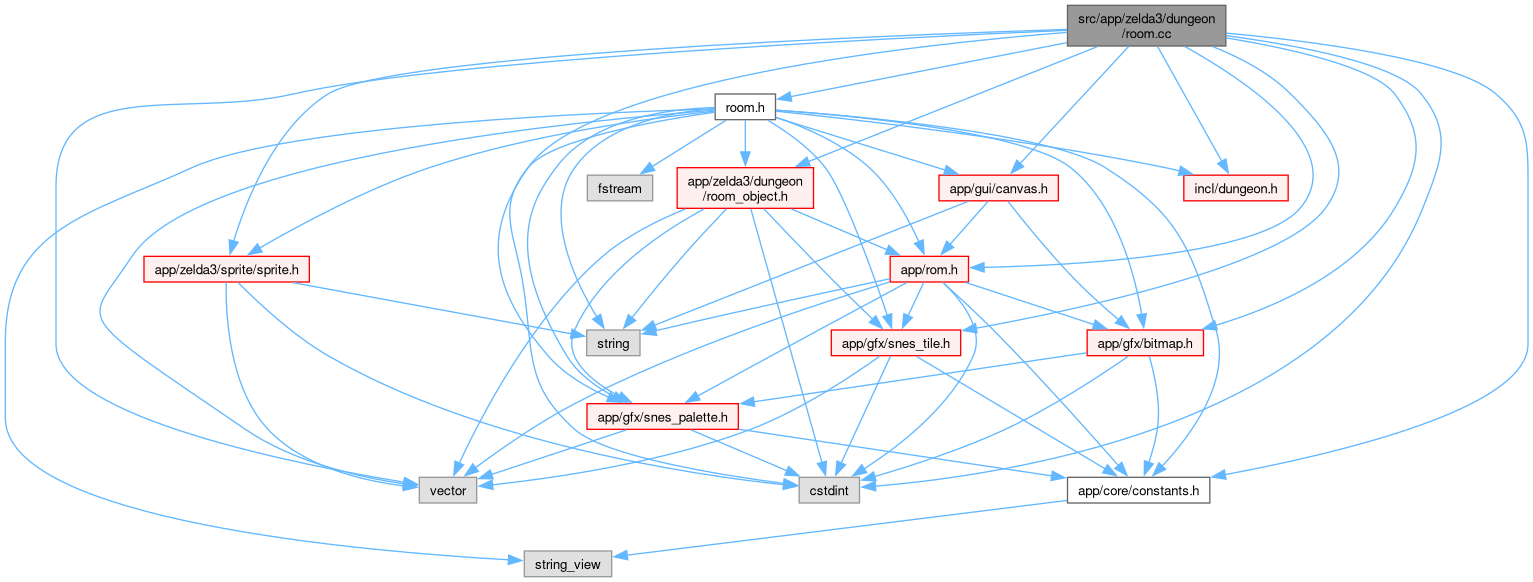 src/app/zelda3/dungeon
/room.cc
room.h
fstream
app/zelda3/dungeon
/room_object.h
app/gui/canvas.h
incl/dungeon.h
app/zelda3/sprite/sprite.h
app/rom.h
string
app/gfx/snes_tile.h
app/gfx/bitmap.h
app/gfx/snes_palette.h
vector
cstdint
app/core/constants.h
string_view